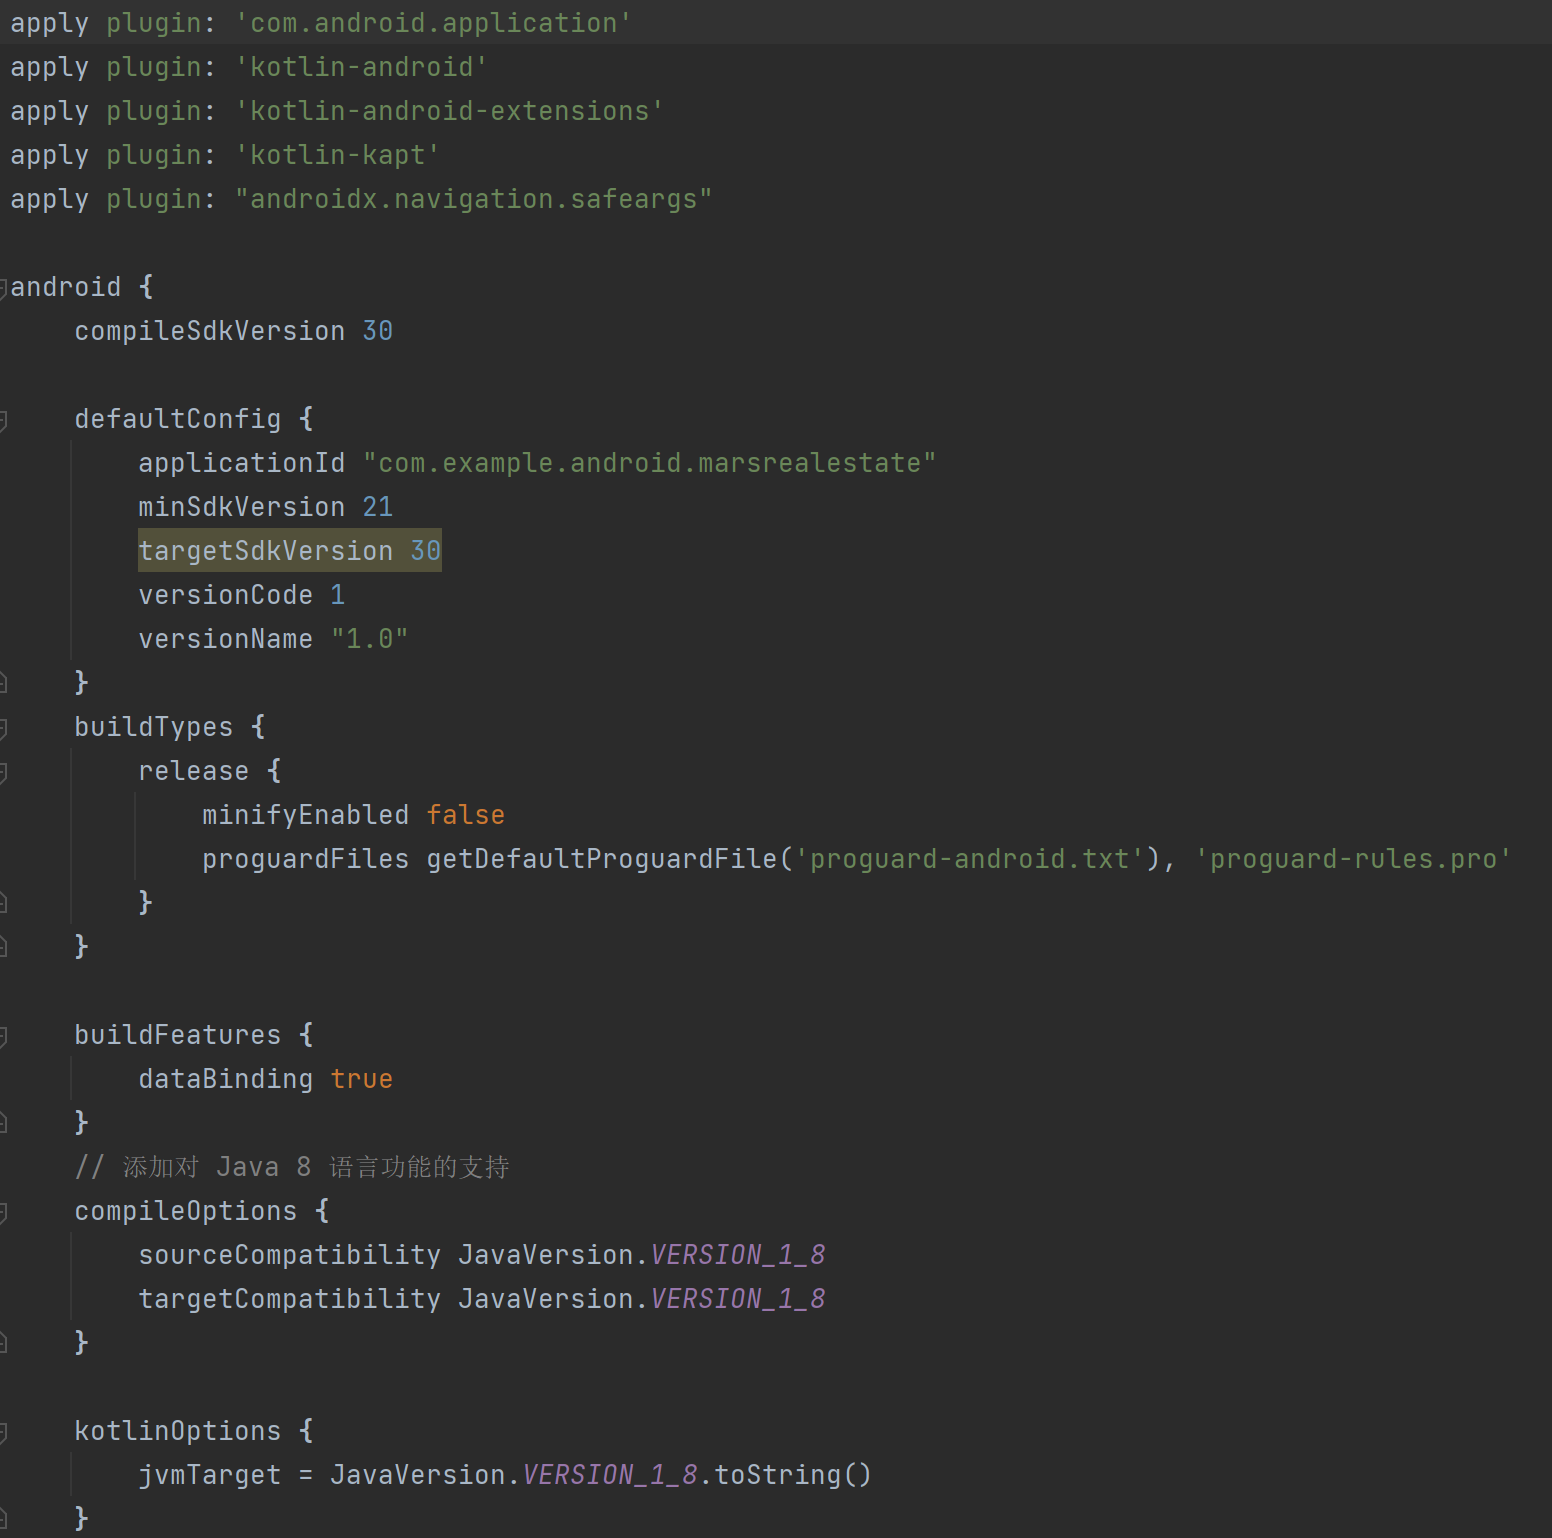 apply plugin: 'com.android.application'
apply plugin: 'kotlin-android'
apply plugin: 'kotlin-android-extensions'
apply plugin: 'kotlin-kapt'
apply plugin: "androidx.navigation.safeargs"
android {
compileSdkVersion 30
defaultConfig {
applicationId "com.example.android.marsrealestate"
minSdkVersion 21
targetSdkVersion 30
versionCode 1
versionName "1.0"
}
buildTypes {
release {
minifyEnabled false
proguardFiles getDefaultProguardFile('proguard-android.txt'), 'proguard-rules.pro'
}
}
buildFeatures {
dataBinding true
}
// 添加对 Java 8 语言功能的支持
compileOptions {
sourceCompatibility JavaVersion.VERSION_1_8
targetCompatibility JavaVersion.VERSION_1_8
}
kotlinOptions {
jvmTarget = JavaVersion.VERSION_1_8.toString()
}